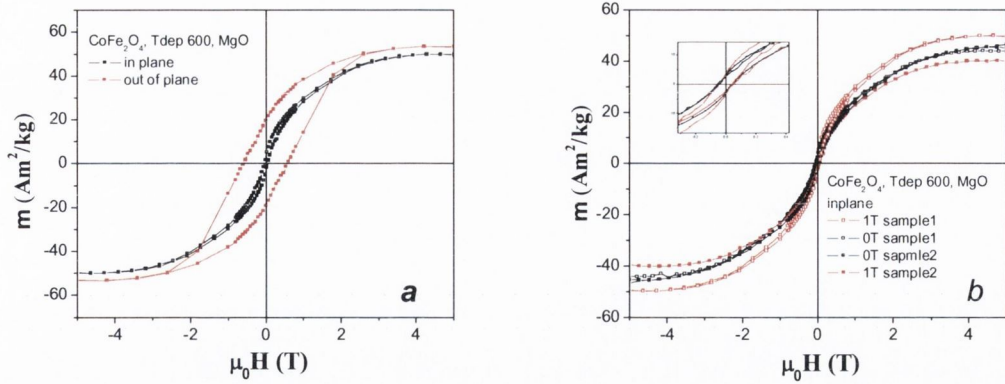 60
40
20
0
-20
-40
-60
-4 -2 0 2 4
m (Am²/kg)
μ₀H (T)
CoFe₂O₄, Tdep 600, MgO
in plane
out of plane
a
60
40
20
0
-20
-40
-60
-4 -2 0 2 4
m (Am²/kg)
μ₀H (T)
CoFe₂O₄, Tdep 600, MgO
inplane
1T sample1
0T sample1
0T sapmle2
1T sample2
b